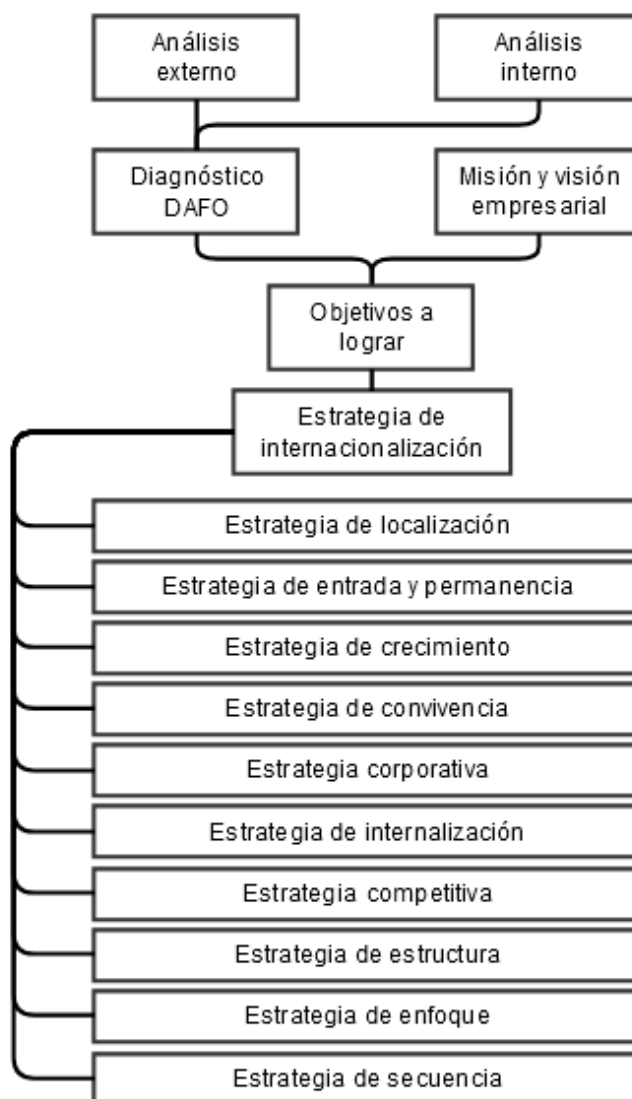 Análisis
externo
Análisis
interno
Diagnóstico
DAFO
Misión y visión
empresarial
Objetivos a
lograr
Estrategia de
internacionalización
Estrategia de localización
Estrategia de entrada y permanencia
Estrategia de crecimiento
Estrategia de convivencia
Estrategia corporativa
Estrategia de internalización
Estrategia competitiva
Estrategia de estructura
Estrategia de enfoque
Estrategia de secuencia